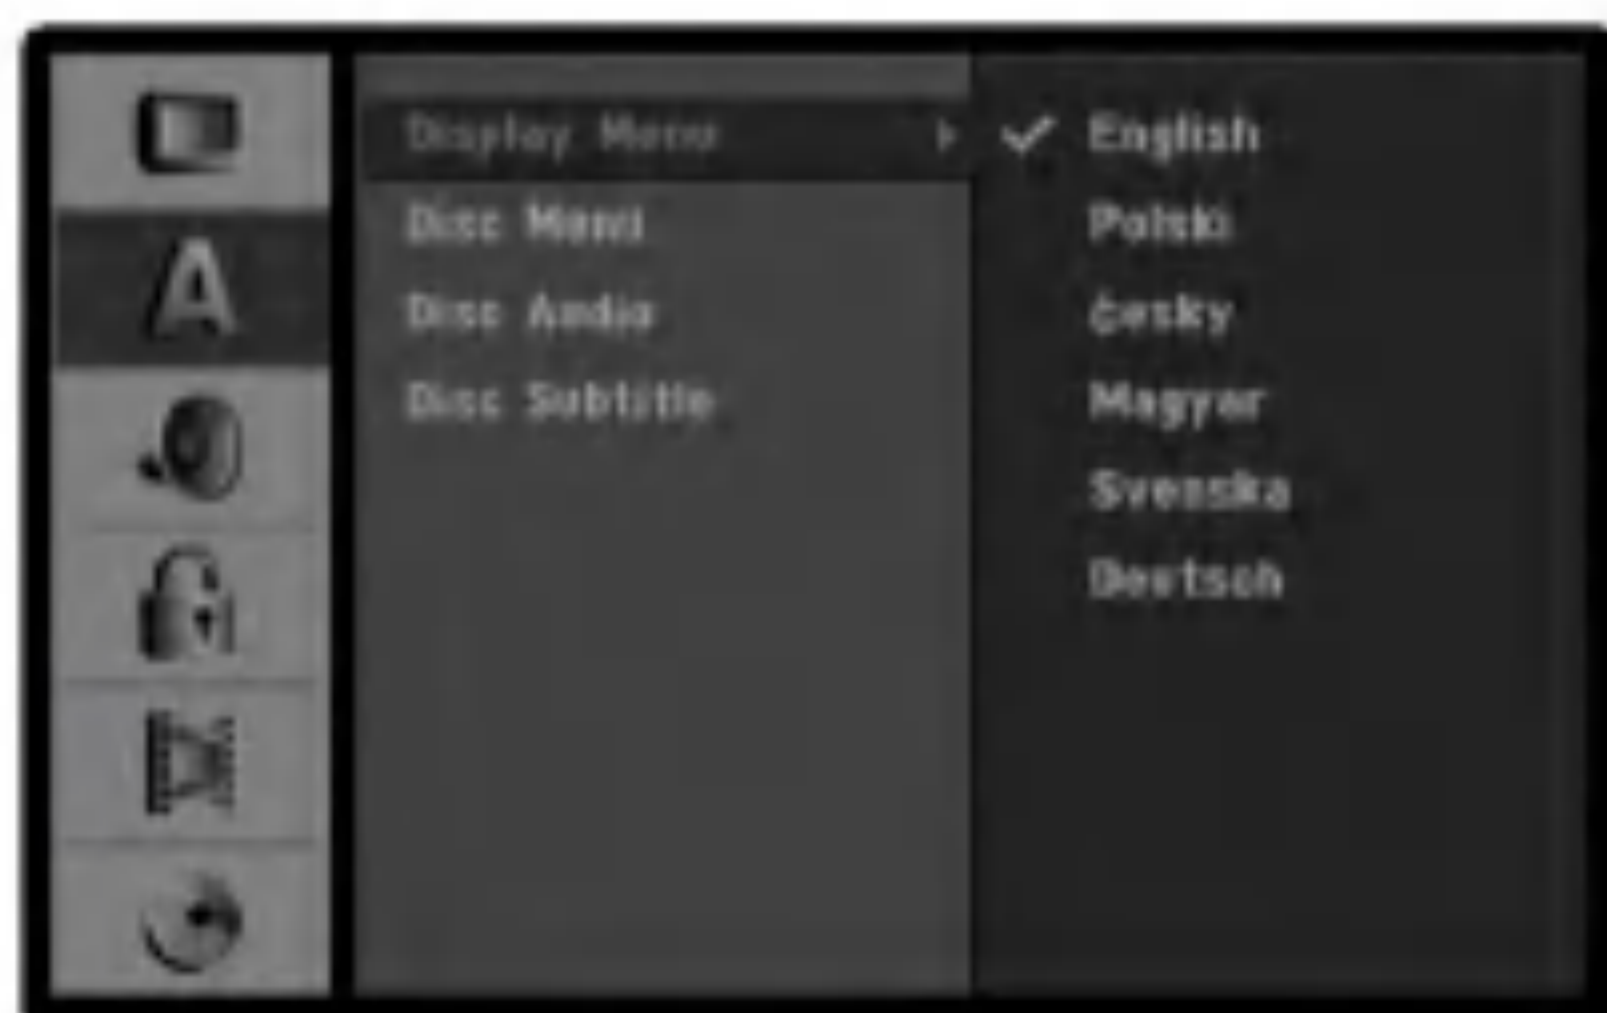 A
Display Menu
Disc Menu
Disc Audio
Disc Subtitle
English
Polski
Česky
Magyar
Svenska
Deutsch